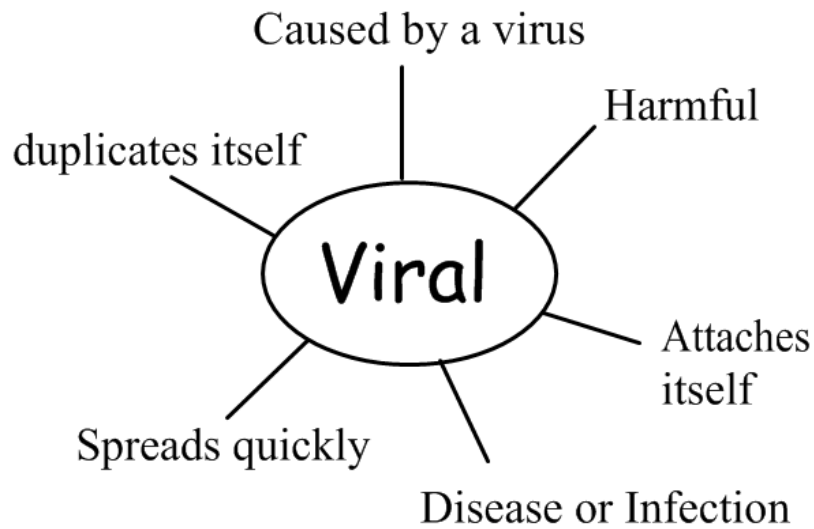 Caused by a virus
Harmful
duplicates itself
Viral
Attaches
itself
Spreads quickly
Disease or Infection